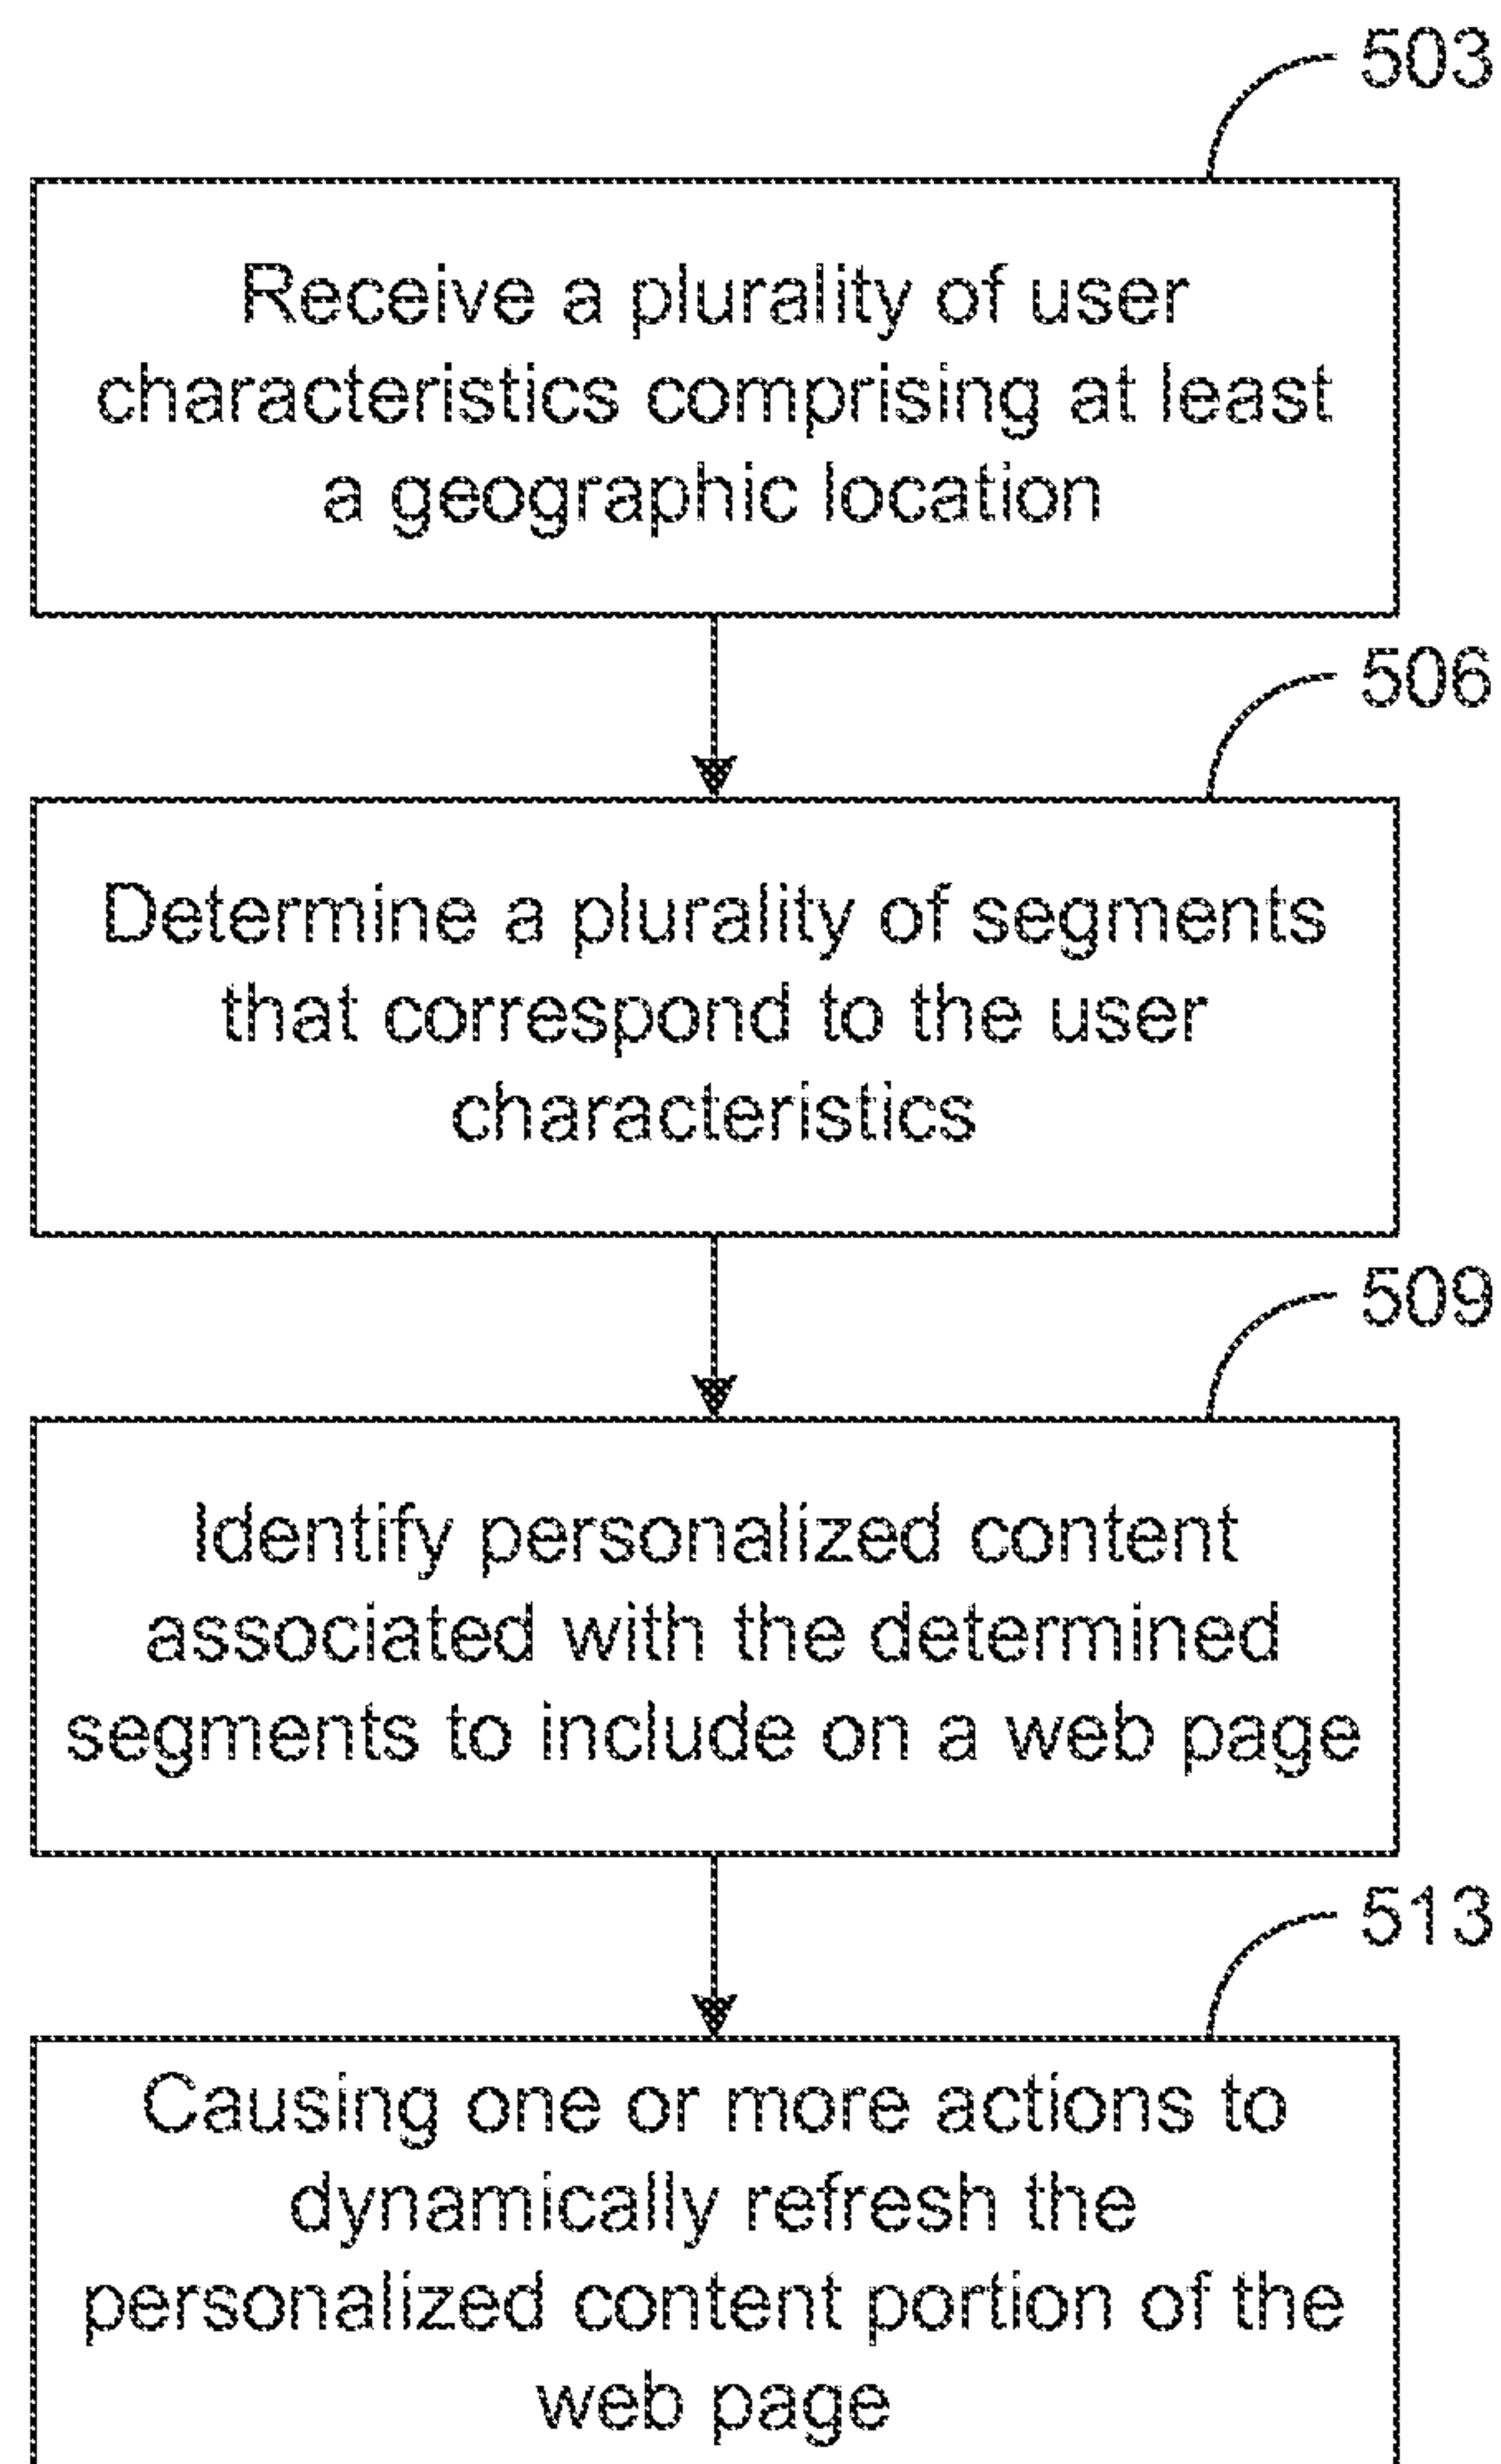 503
Receive a plurality of user
characteristics comprising at least
a geographic location
506
Determine a plurality of segments
that correspond to the user
characteristics
509
Identify personalized content
associated with the determined
segments to include on a web page
513
Causing one or more actions to
dynamically refresh the
personalized content portion of the
web page